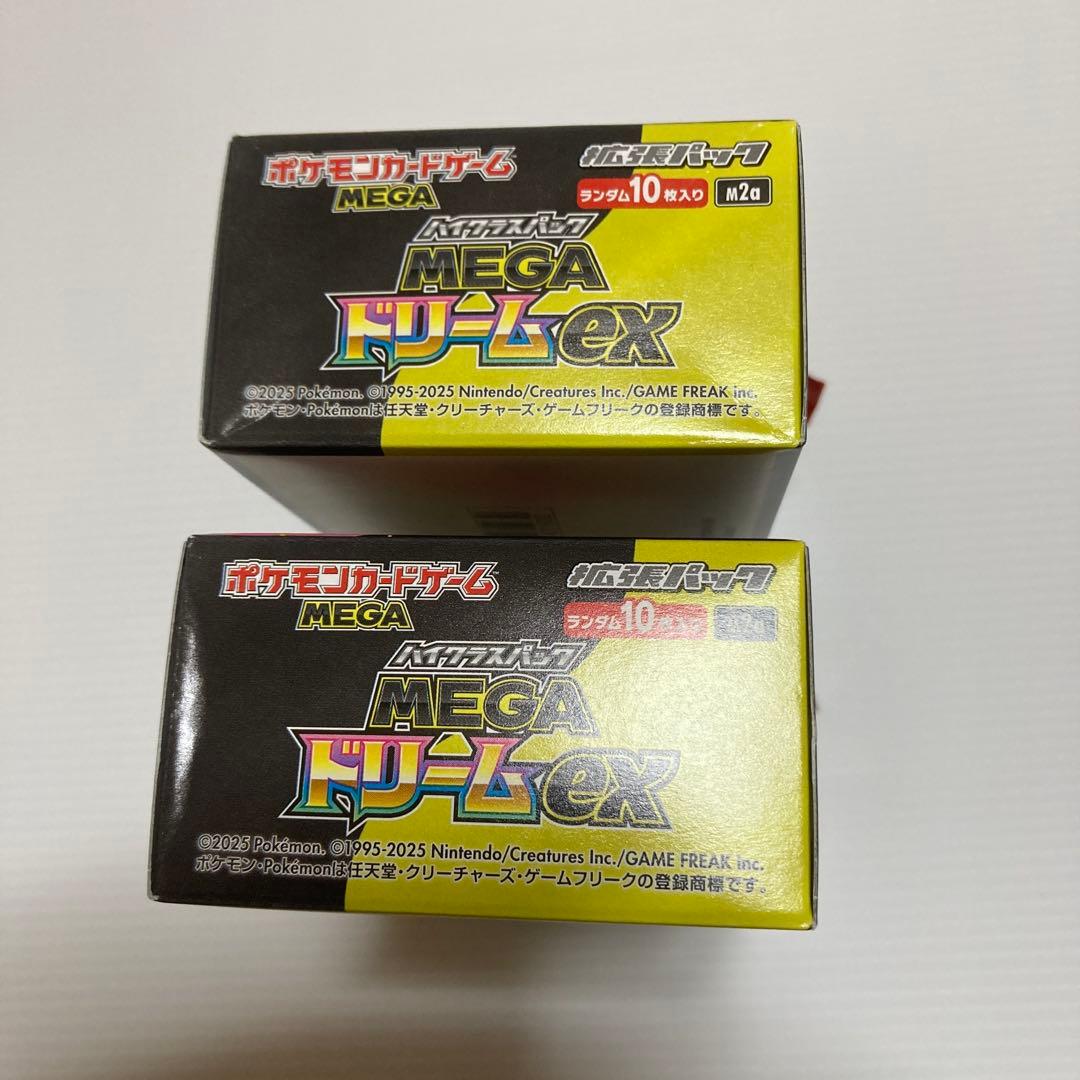 ポケモンカードゲーム
MEGA
拡張パック
ランダム10枚入り M2a
ハイクラスパック
MEGA
ドリームex
©2025 Pokémon. ©1995-2025 Nintendo/Creatures Inc./GAME FREAK inc.
ポケモン・Pokémonは任天堂・クリーチャーズ・ゲームフリークの登録商標です。
ポケモンカードゲーム
MEGA
拡張パック
ランダム10枚入り M2a
ハイクラスパック
MEGA
ドリームex
©2025 Pokémon. ©1995-2025 Nintendo/Creatures Inc./GAME FREAK inc.
ポケモン・Pokémonは任天堂・クリーチャーズ・ゲームフリークの登録商標です。